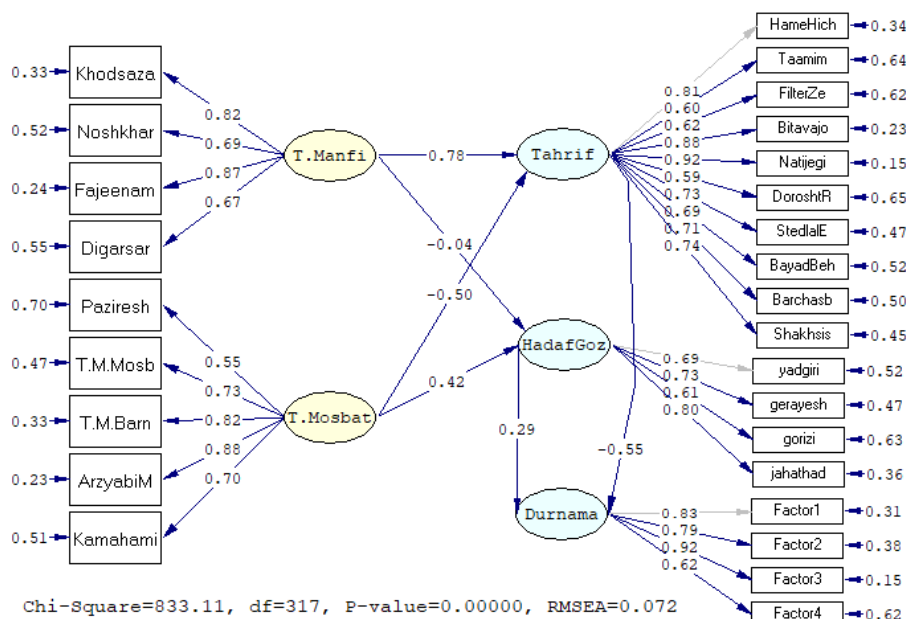 0.33 Khodsaza
0.52 Noshkhar
0.24 Fajeenam
0.55 Digarsar
0.70 Paziresh
0.47 T.M.Mosb
0.33 T.M.Barn
0.23 ArzyabiM
0.51 Kamahami
0.82
0.69
0.87
0.67
0.55
0.73
0.82
0.88
0.70
T.Manfi
T.Mosbat
0.78
-0.04
-0.50
0.42
Tahrif
HadafGoz
Durnama
0.29
-0.55
0.81
0.60
0.62
0.88
0.92
0.59
0.73
0.69
0.71
0.74
0.69
0.73
0.61
0.80
0.83
0.79
0.92
0.62
HameHich 0.34
Taamim 0.64
FilterZe 0.62
Bitavajo 0.23
Natijegi 0.15
DoroshtR 0.65
StedlalE 0.47
BayadBeh 0.52
Barchasb 0.50
Shakhsis 0.45
yadgiri 0.52
gerayesh 0.47
gorizi 0.63
jahathad 0.36
Factor1 0.31
Factor2 0.38
Factor3 0.15
Factor4 0.62
Chi-Square=833.11, df=317, P-value=0.00000, RMSEA=0.072